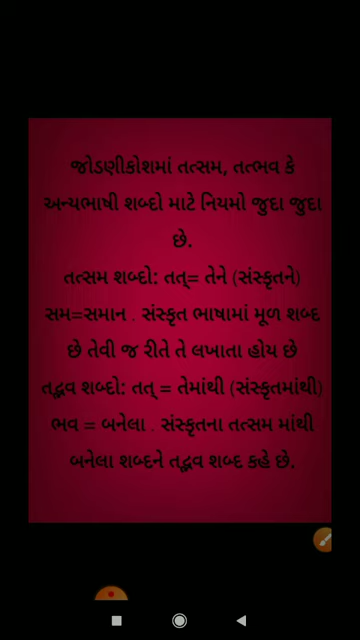 જોડણીકોશમાં તત્સમ, તત્ભવ કે
અન્યભાષી શબ્દો માટે નિયમો જુદા જુદા
છે.
તત્સમ શબ્દો: તત્= તેને (સંસ્કૃતને)
સમ=સમાન . સંસ્કૃત ભાષામાં મૂળ શબ્દ
છે તેવી જ રીતે તે લખાતા હોય છે
તદ્ભવ શબ્દો: તત્ = તેમાંથી (સંસ્કૃતમાંથી)
ભવ = બનેલા . સંસ્કૃતના તત્સમ માંથી
બનેલા શબ્દને તદ્ભવ શબ્દ કહે છે.